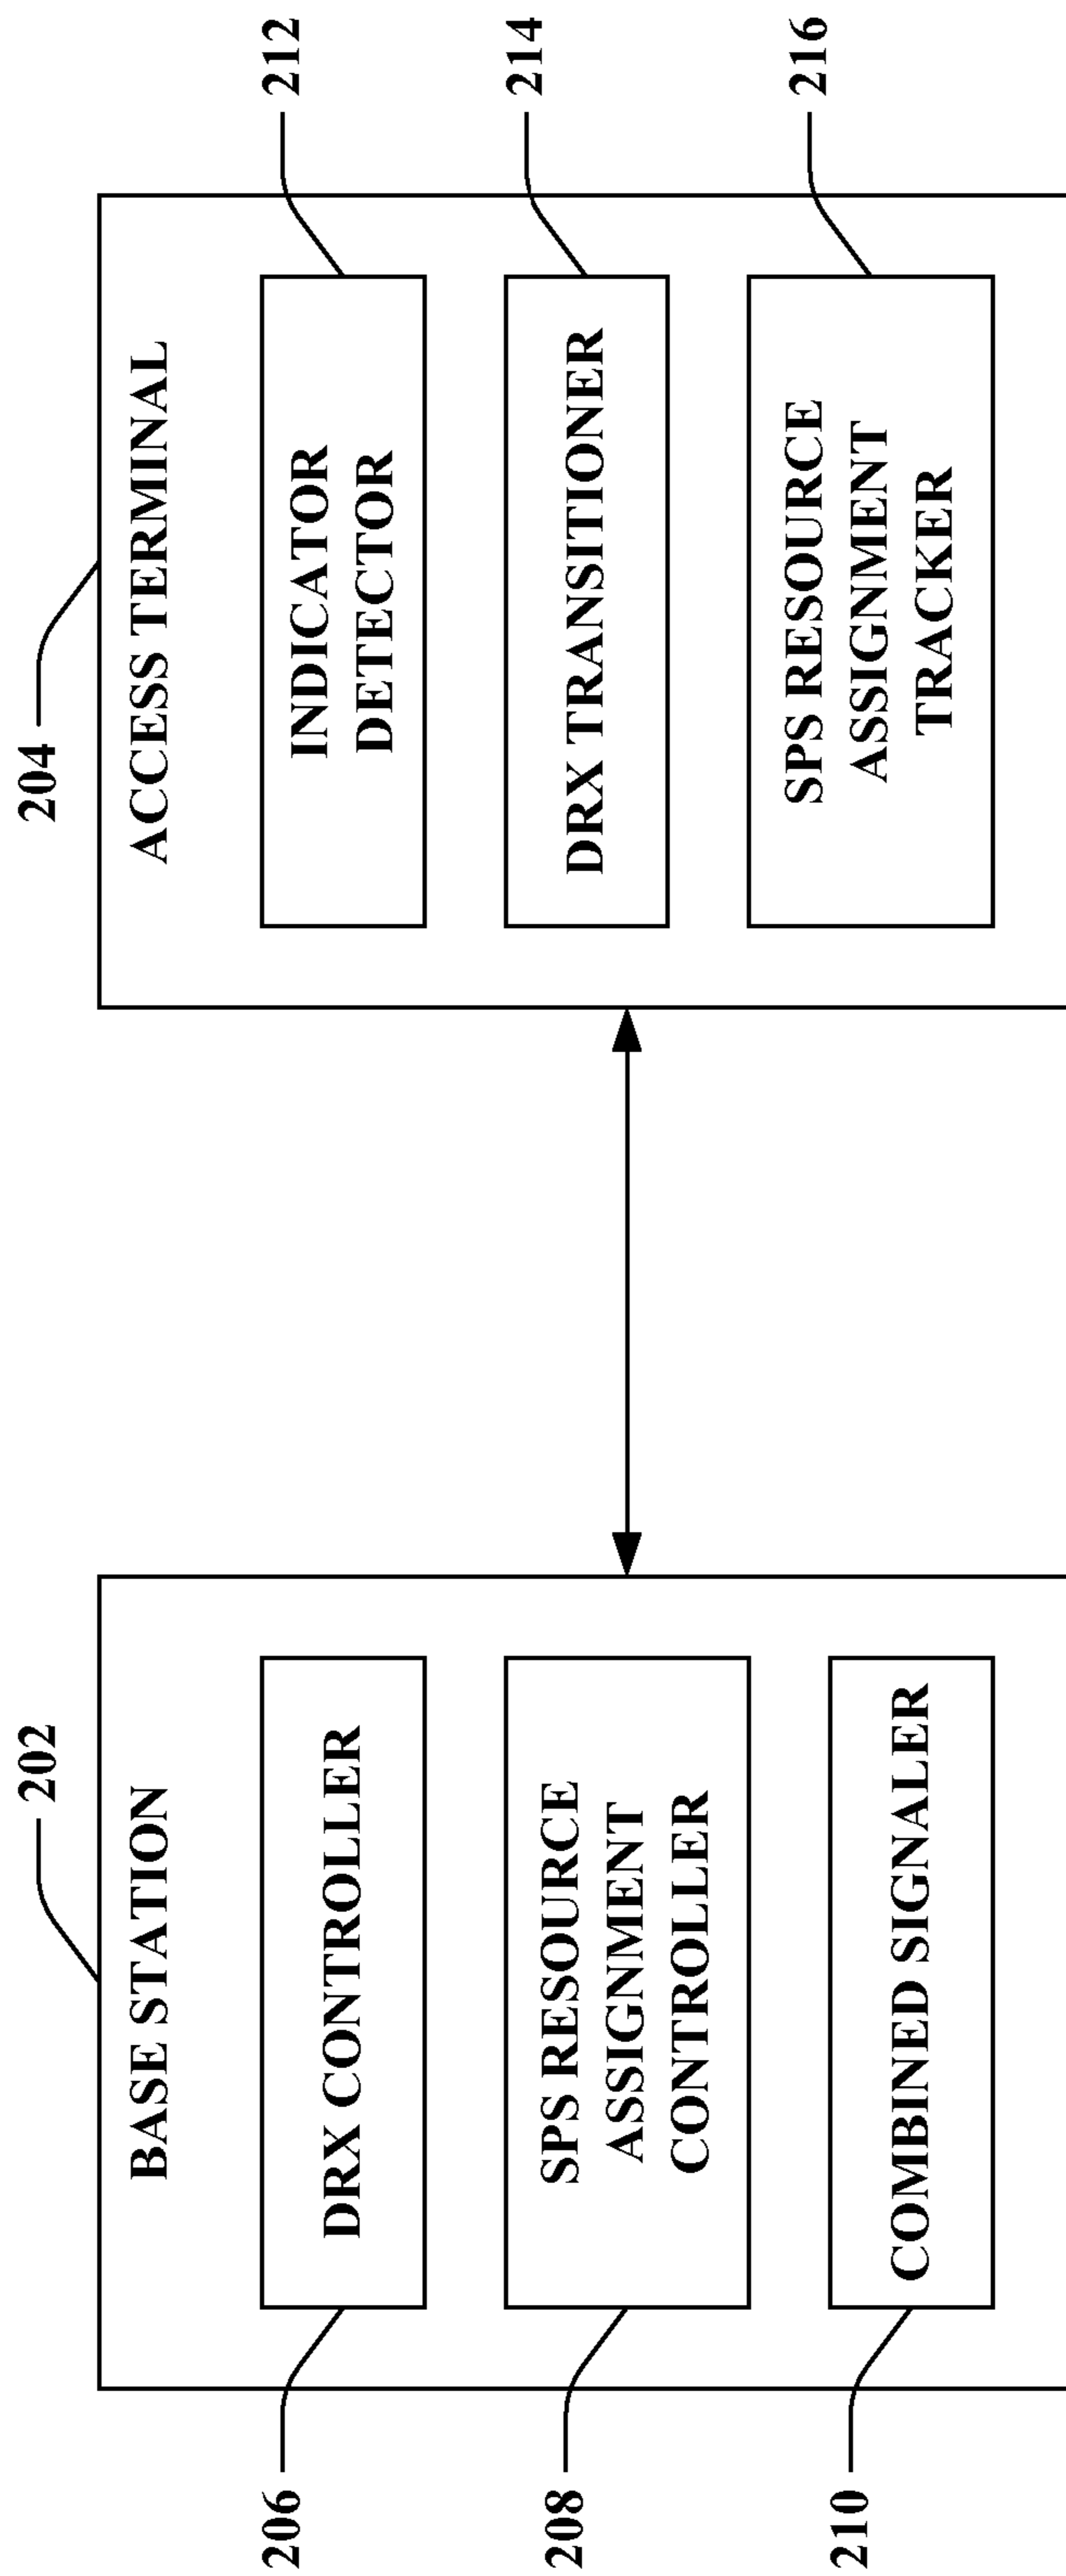 202
BASE STATION
206
DRX CONTROLLER
208
SPS RESOURCE
ASSIGNMENT
CONTROLLER
210
COMBINED SIGNALER
204
ACCESS TERMINAL
212
INDICATOR
DETECTOR
214
DRX TRANSITIONER
216
SPS RESOURCE
ASSIGNMENT
TRACKER